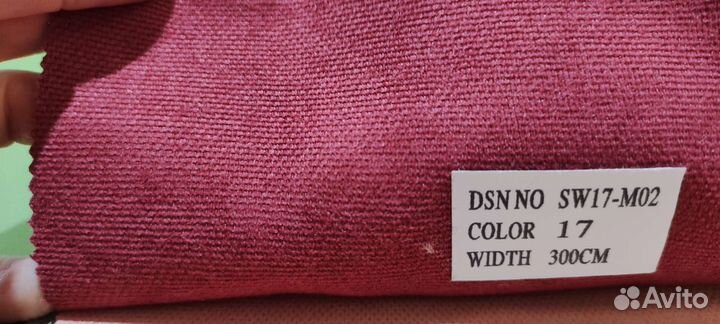 DSN NO SW17-M02
COLOR 17
WIDTH 300CM
Avito